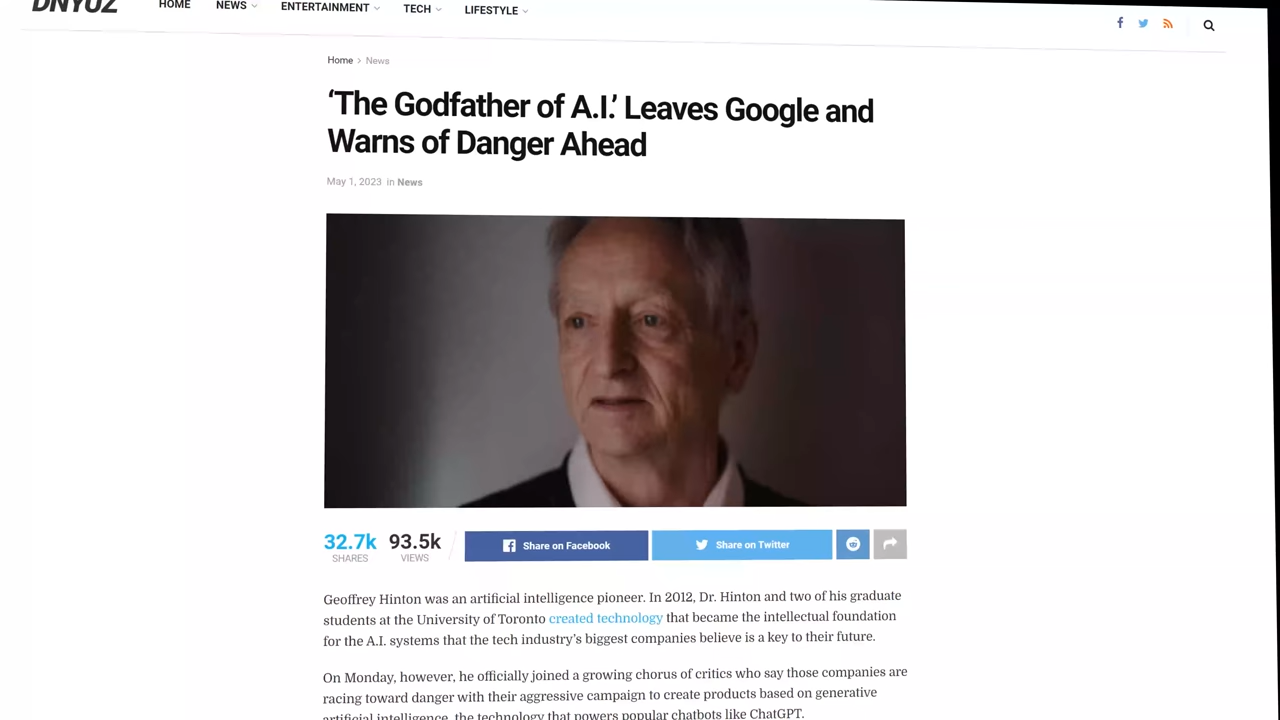 DNYUZ
HOME NEWS ENTERTAINMENT TECH LIFESTYLE
Home > News
‘The Godfather of A.I.’ Leaves Google and
Warns of Danger Ahead
May 1, 2023 in News
32.7k 93.5k
SHARES VIEWS
Share on Facebook
Share on Twitter
Geoffrey Hinton was an artificial intelligence pioneer. In 2012, Dr. Hinton and two of his graduate
students at the University of Toronto created technology that became the intellectual foundation
for the A.I. systems that the tech industry’s biggest companies believe is a key to their future.
On Monday, however, he officially joined a growing chorus of critics who say those companies are
racing toward danger with their aggressive campaign to create products based on generative
artificial intelligence, the technology that powers popular chatbots like ChatGPT.